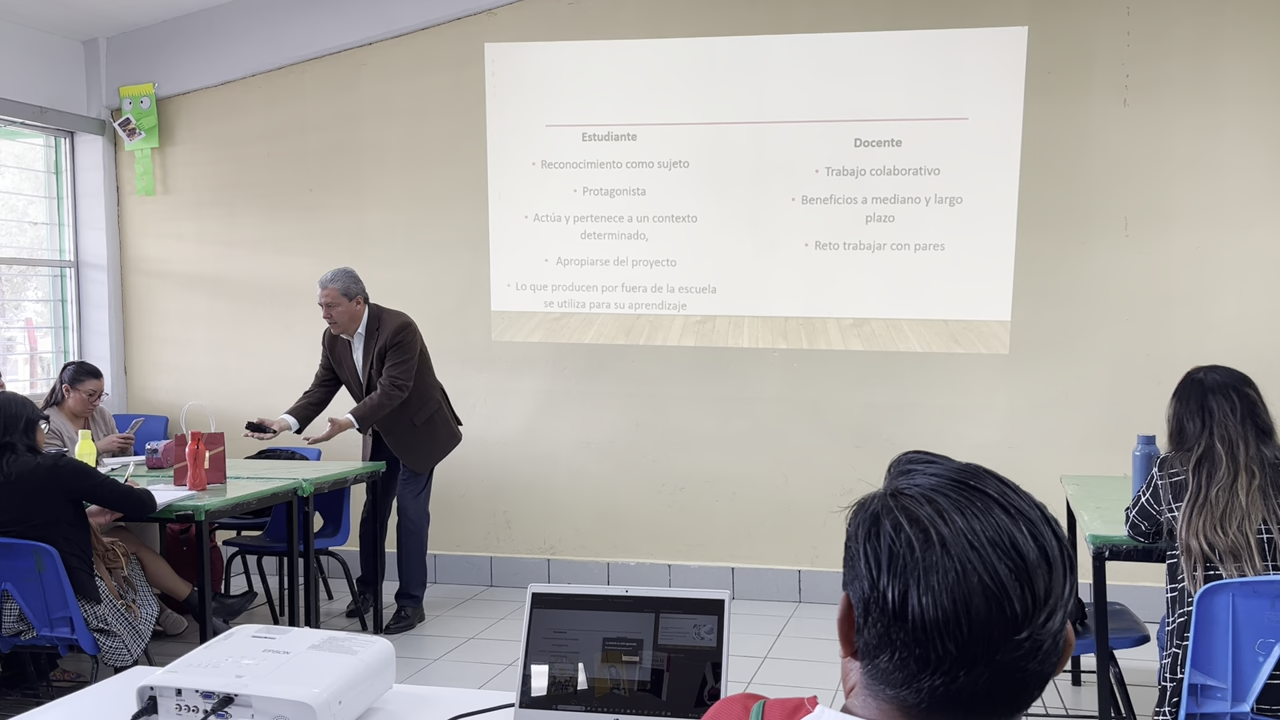 Estudiante
• Reconocimiento como sujeto
• Protagonista
• Actúa y pertenece a un contexto
determinado,
• Apropiarse del proyecto
• Lo que producen por fuera de la escuela
se utiliza para su aprendizaje
Docente
• Trabajo colaborativo
• Beneficios a mediano y largo
plazo
• Reto trabajar con pares
EPSON